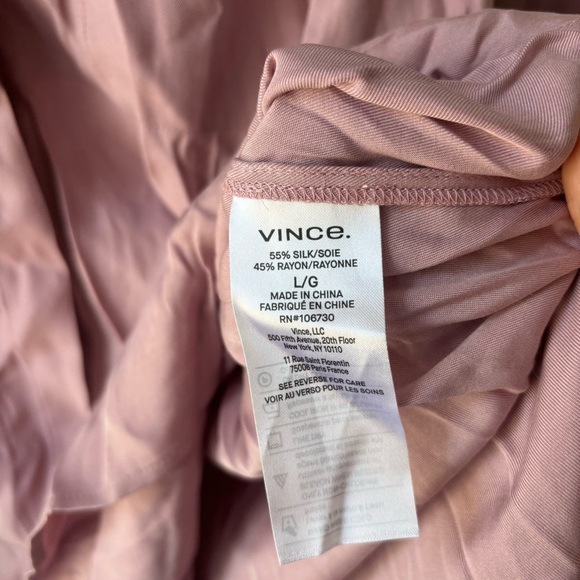 VINCE.
55% SILK/SOIE
45% RAYON/RAYONNE
L/G
MADE IN CHINA
FABRIQUÉ EN CHINE
RN#106730
Vince, LLC
500 Fifth Avenue, 20th Floor
New York, NY 10110
11 Rue Saint Florentin
75008 Paris France
SEE REVERSE FOR CARE
VOIR AU VERSO POUR LES SOINS